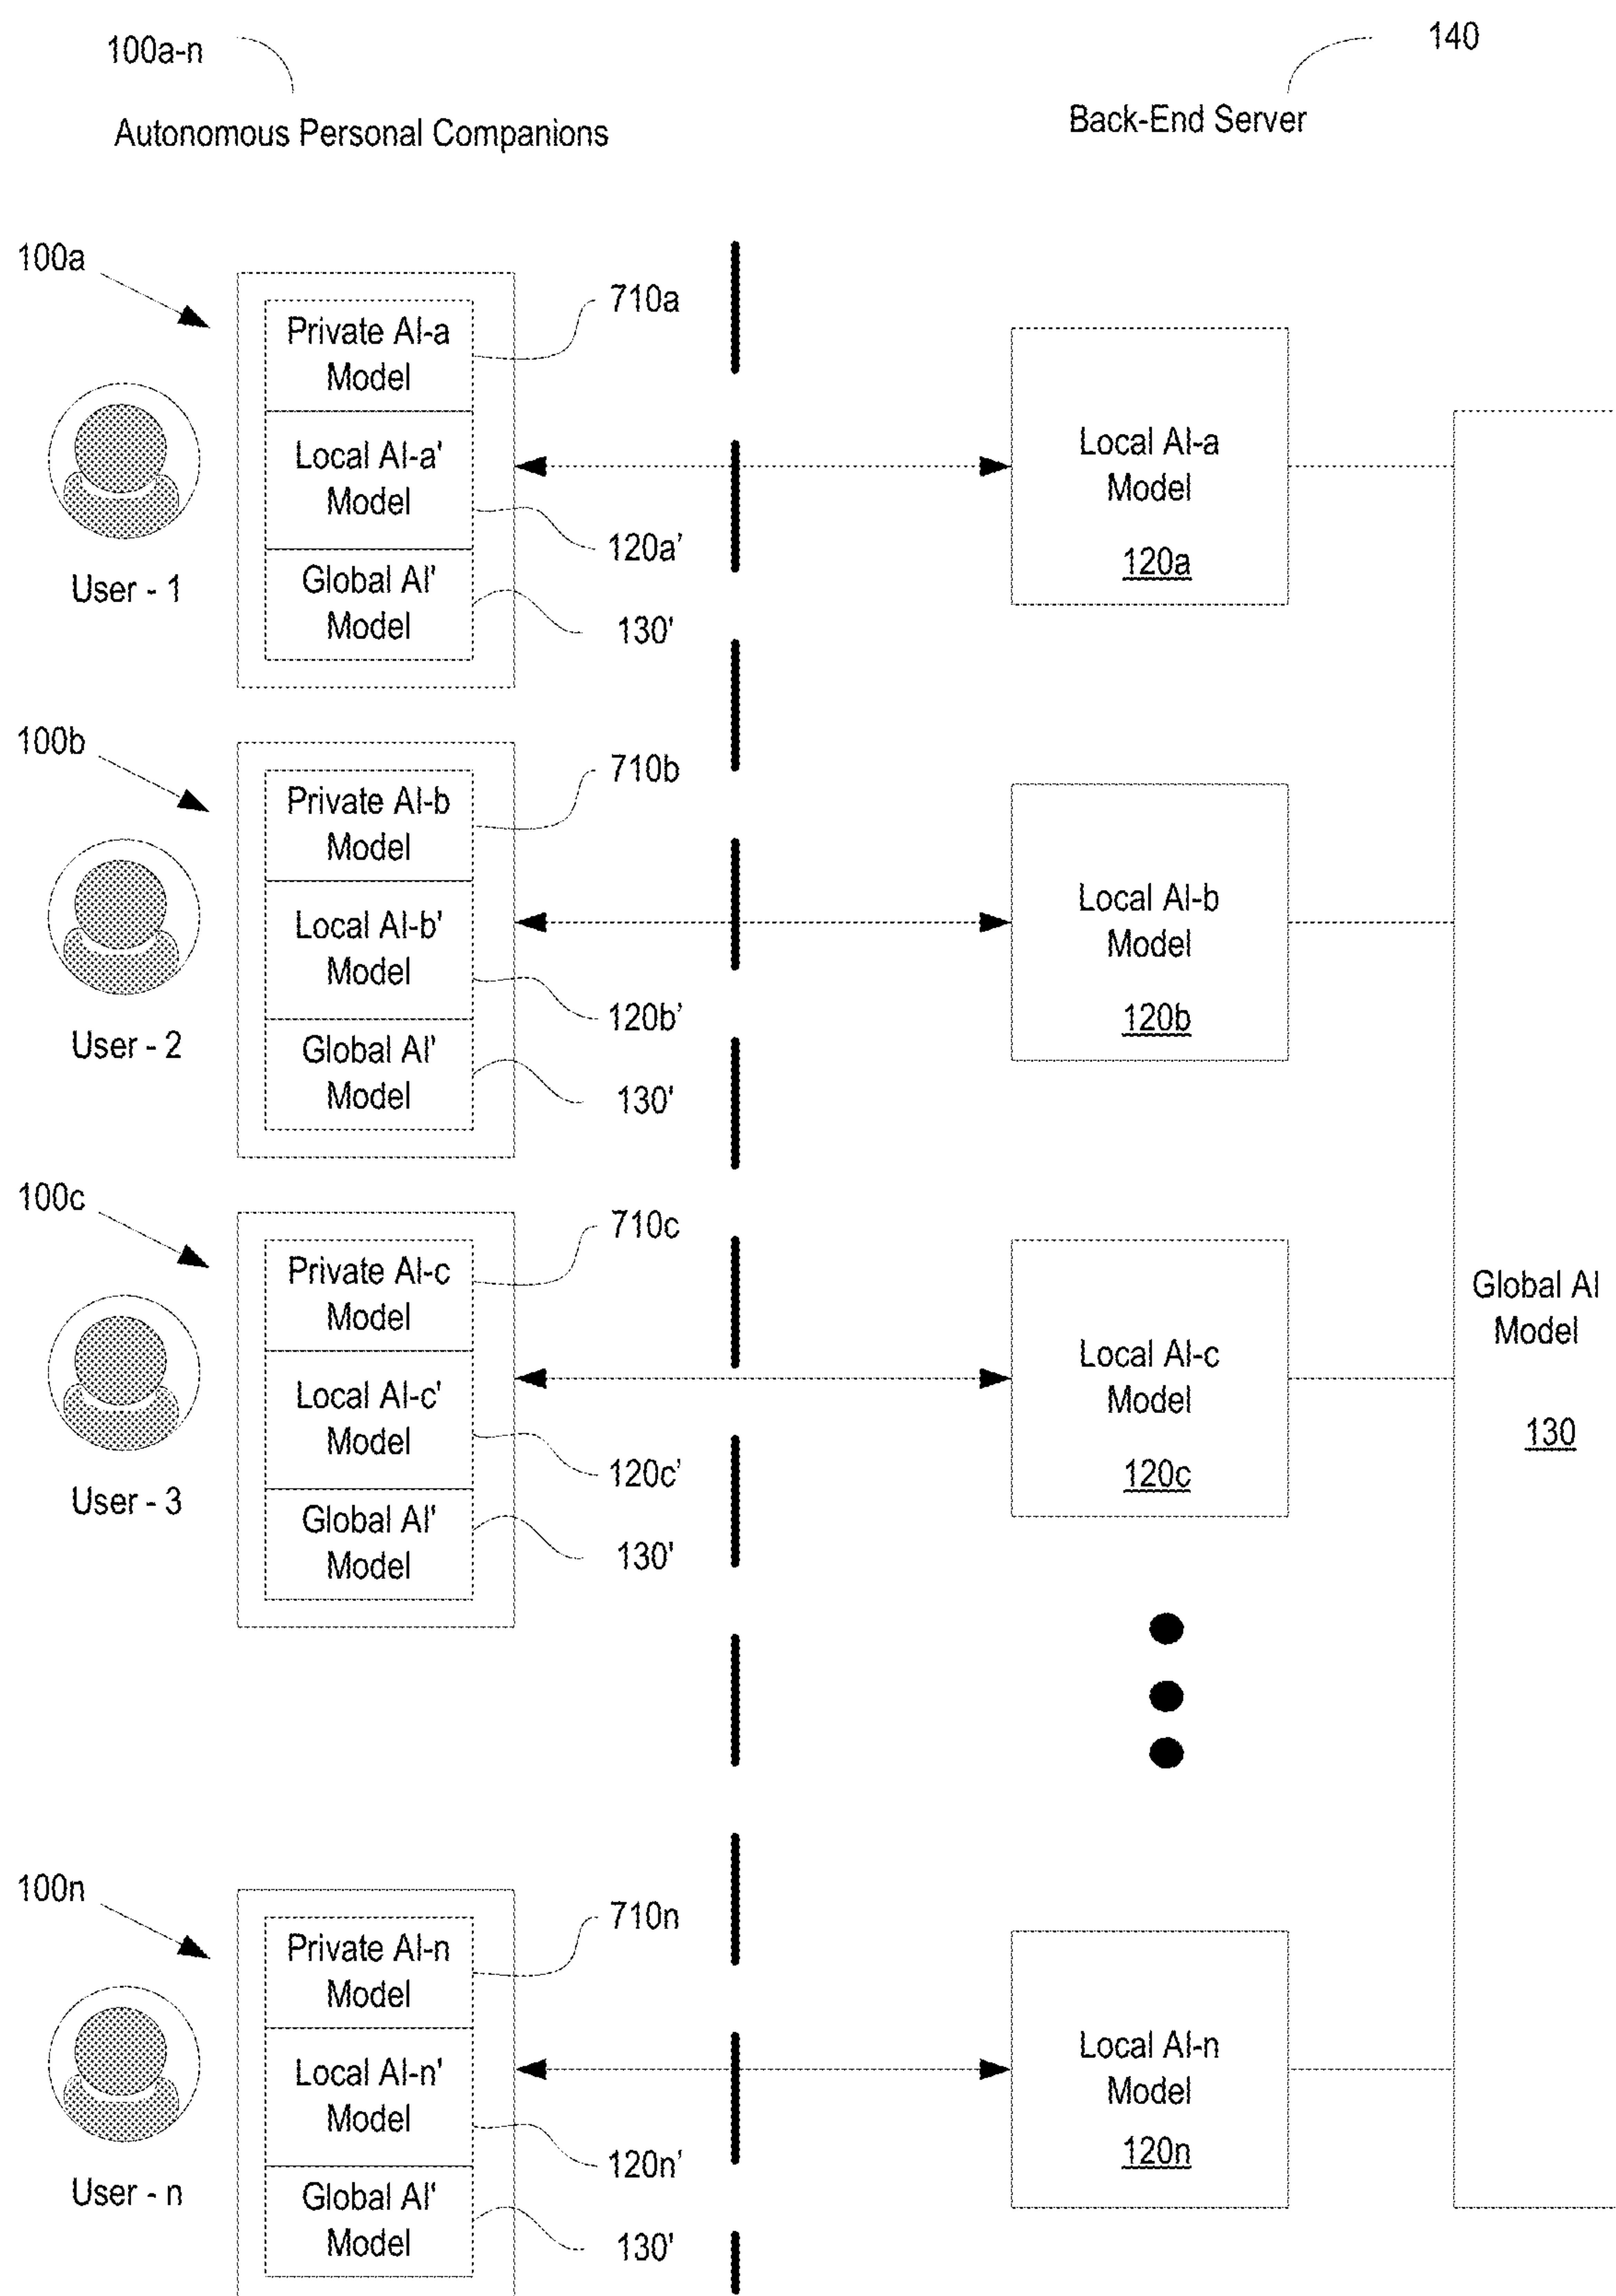 100a-n
140
Autonomous Personal Companions
Back-End Server
100a
710a
Private AI-a
Model
Local AI-a'
Model
120a'
Global AI'
Model
130'
User - 1
Local AI-a
Model
120a
100b
710b
Private AI-b
Model
Local AI-b'
Model
120b'
Global AI'
Model
130'
User - 2
Local AI-b
Model
120b
100c
710c
Private AI-c
Model
Local AI-c'
Model
120c'
Global AI'
Model
130'
User - 3
Local AI-c
Model
120c
Global AI
Model
130
100n
710n
Private AI-n
Model
Local AI-n'
Model
120n'
Global AI'
Model
130'
User - n
Local AI-n
Model
120n